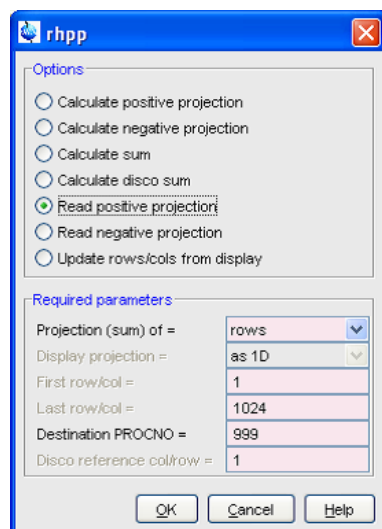 rhpp
Options
Calculate positive projection
Calculate negative projection
Calculate sum
Calculate disco sum
Read positive projection
Read negative projection
Update rows/cols from display
Required parameters
Projection (sum) of = rows
Display projection = as 1D
First row/col = 1
Last row/col = 1024
Destination PROCNO = 999
Disco reference col/row = 1
OK Cancel Help